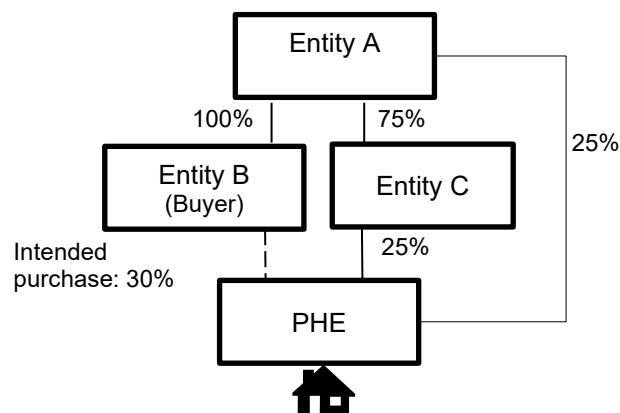 Entity A
100%
75%
25%
Entity B
(Buyer)
Entity C
Intended
purchase: 30%
25%
PHE